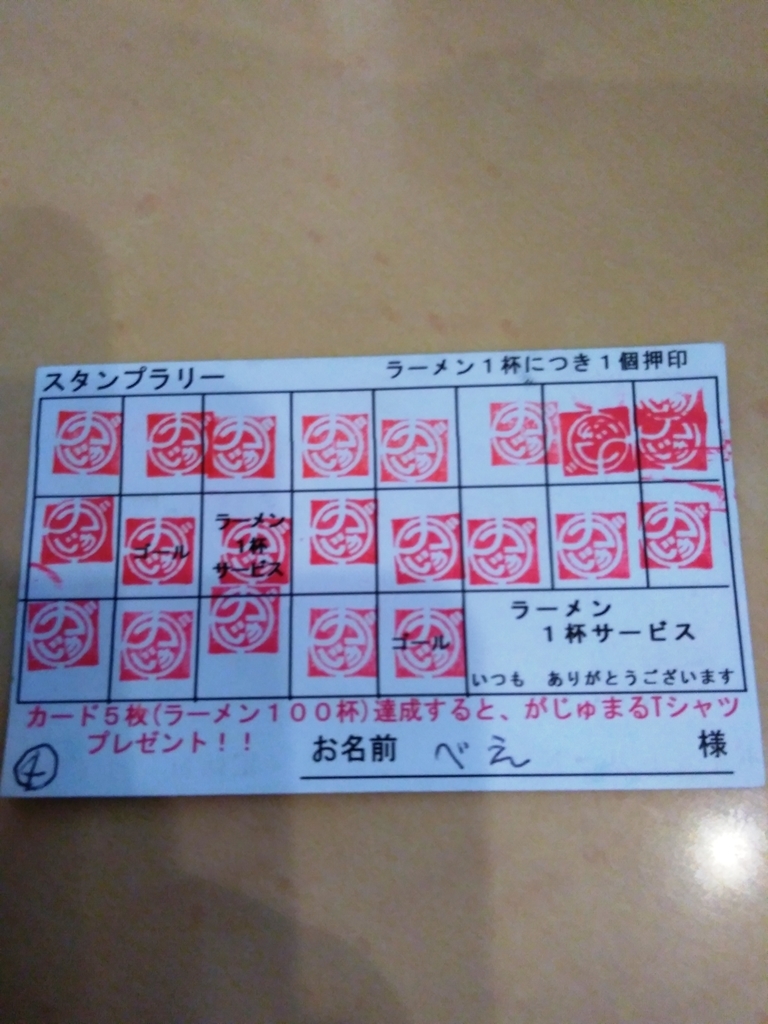 スタンプラリー
ラーメン１杯につき１個押印
ゴール
ラーメン
１杯
サービス
ゴール
ラーメン
１杯サービス
いつも　ありがとうございます
カード５枚(ラーメン１００杯)達成すると、がじゅまるTシャツ
プレゼント！！
お名前　べえ　様
④